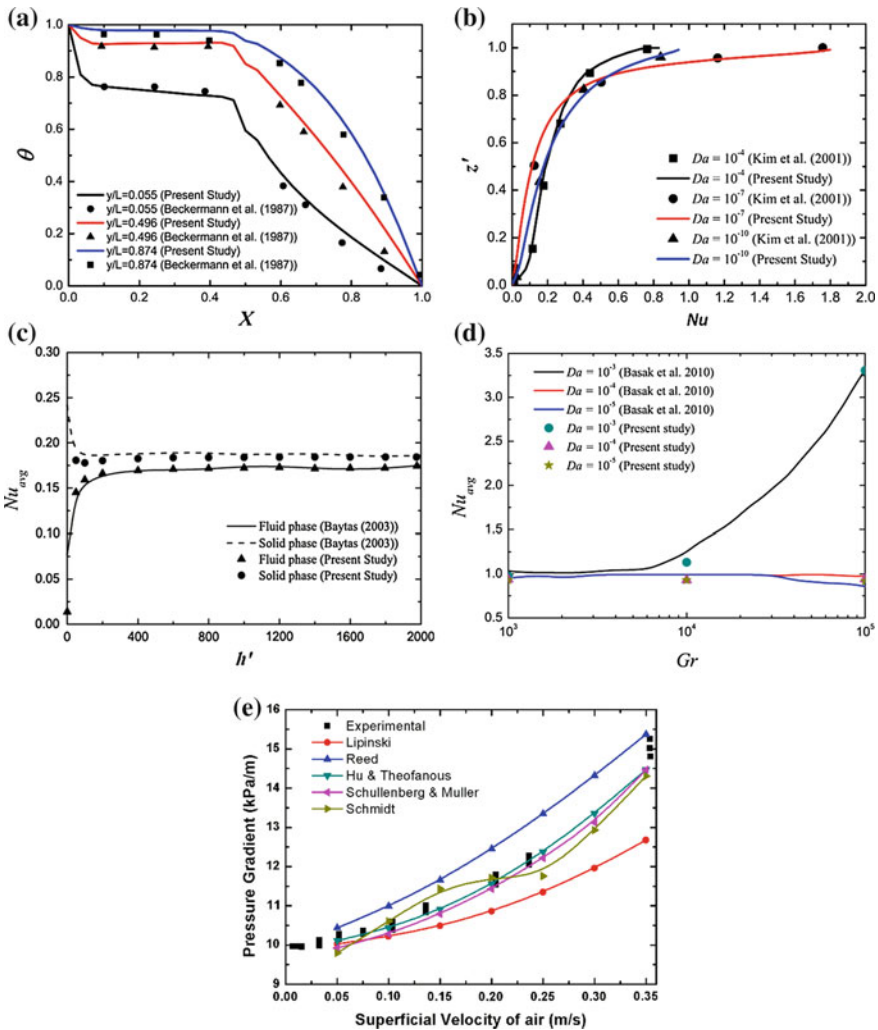 (a)
θ
1.0
0.8
0.6
0.4
0.2
0.0
y/L=0.055 (Present Study)
y/L=0.055 (Beckermann et al. (1987))
y/L=0.496 (Present Study)
y/L=0.496 (Beckermann et al. (1987))
y/L=0.874 (Present Study)
y/L=0.874 (Beckermann et al. (1987))
0.0 0.2 0.4 0.6 0.8 1.0
X
(b)
z'
1.0
0.8
0.6
0.4
0.2
0.0
Da = 10⁻⁴ (Kim et al. (2001))
Da = 10⁻⁴ (Present Study)
Da = 10⁻⁷ (Kim et al. (2001))
Da = 10⁻⁷ (Present Study)
Da = 10⁻¹⁰ (Kim et al. (2001))
Da = 10⁻¹⁰ (Present Study)
0.0 0.2 0.4 0.6 0.8 1.0 1.2 1.4 1.6 1.8 2.0
Nu
(c)
Nu_avg
0.30
0.25
0.20
0.15
0.10
0.05
0.00
Fluid phase (Baytas (2003))
Solid phase (Baytas (2003))
Fluid phase (Present Study)
Solid phase (Present Study)
0 400 800 1200 1600 2000
h'
(d)
Nu_avg
3.5
3.0
2.5
2.0
1.5
1.0
0.5
Da = 10⁻³ (Basak et al. 2010)
Da = 10⁻⁴ (Basak et al. 2010)
Da = 10⁻⁵ (Basak et al. 2010)
Da = 10⁻³ (Present study)
Da = 10⁻⁴ (Present study)
Da = 10⁻⁵ (Present study)
10³ 10⁴ 10⁵
Gr
(e)
Pressure Gradient (kPa/m)
16
15
14
13
12
11
10
9
Experimental
Lipinski
Reed
Hu & Theofanous
Schullenberg & Muller
Schmidt
0.00 0.05 0.10 0.15 0.20 0.25 0.30 0.35
Superficial Velocity of air (m/s)